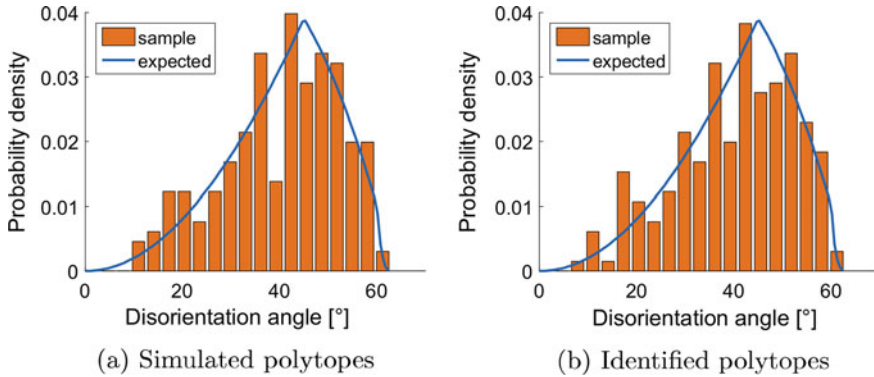 0.04
0.03
0.02
0.01
0
Probability density
sample
expected
0 20 40 60
Disorientation angle [°]
(a) Simulated polytopes
0.04
0.03
0.02
0.01
0
Probability density
sample
expected
0 20 40 60
Disorientation angle [°]
(b) Identified polytopes